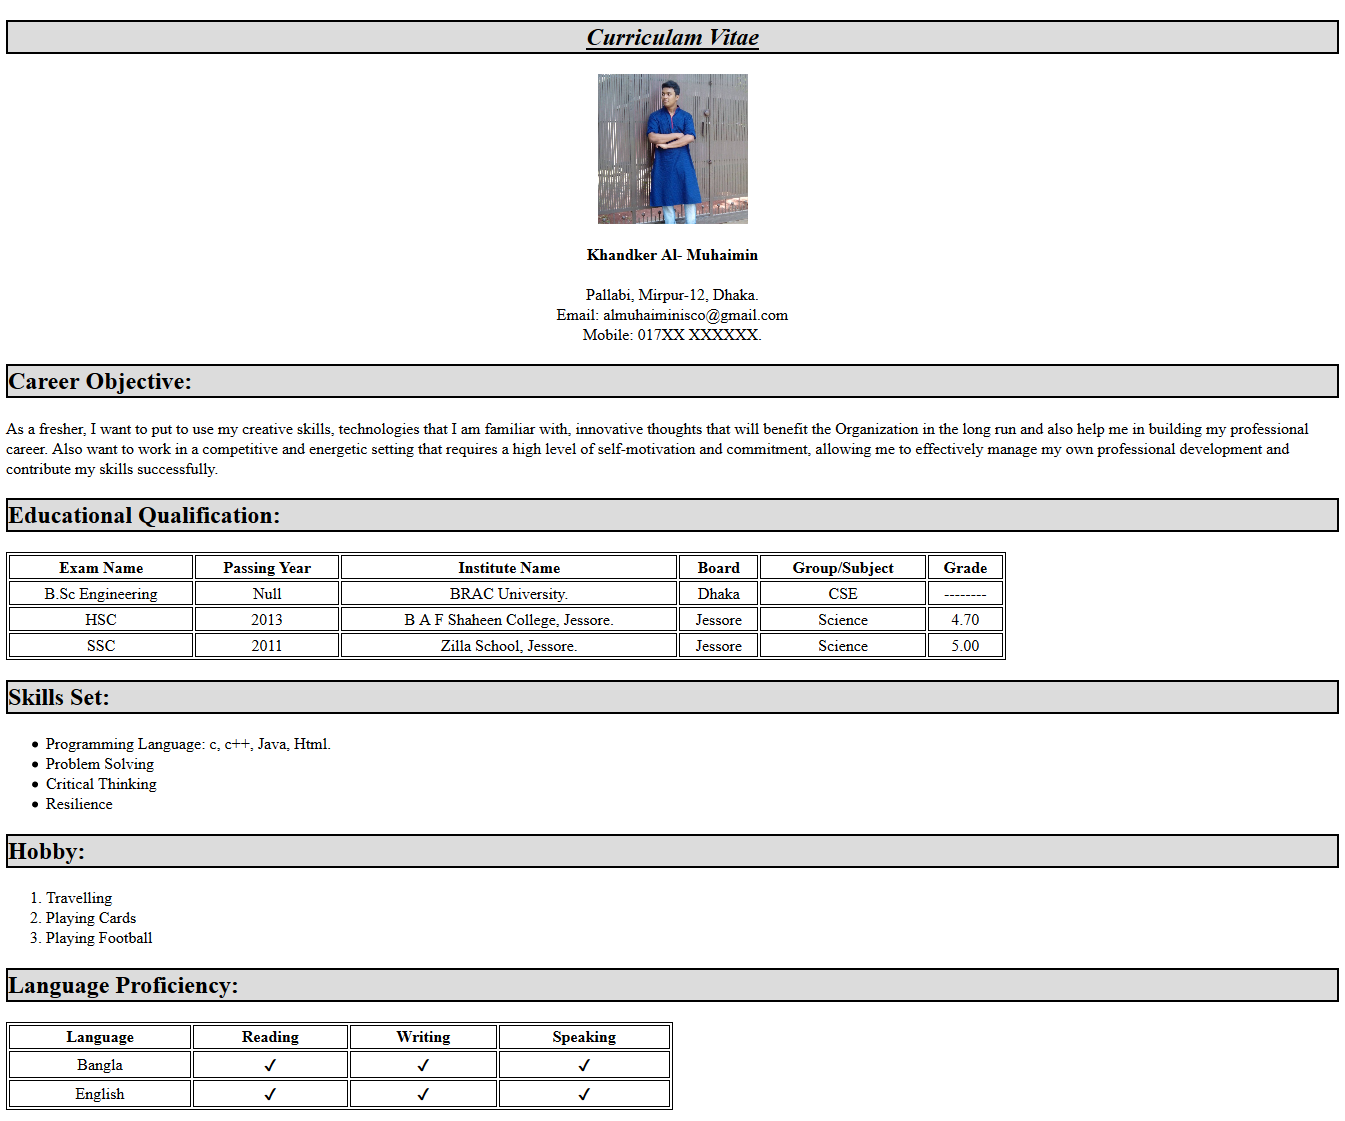 Curriculam Vitae
Khandker Al- Muhaimin
Pallabi, Mirpur-12, Dhaka.
Email: almuhaiminisco@gmail.com
Mobile: 017XX XXXXXX.
Career Objective:
As a fresher, I want to put to use my creative skills, technologies that I am familiar with, innovative thoughts that will benefit the Organization in the long run and also help me in building my professional
career. Also want to work in a competitive and energetic setting that requires a high level of self-motivation and commitment, allowing me to effectively manage my own professional development and
contribute my skills successfully.
Educational Qualification:
Exam Name Passing Year Institute Name Board Group/Subject Grade
B.Sc Engineering Null BRAC University. Dhaka CSE --------
HSC 2013 B A F Shaheen College, Jessore. Jessore Science 4.70
SSC 2011 Zilla School, Jessore. Jessore Science 5.00
Skills Set:
• Programming Language: c, c++, Java, Html.
• Problem Solving
• Critical Thinking
• Resilience
Hobby:
1. Travelling
2. Playing Cards
3. Playing Football
Language Proficiency:
Language Reading Writing Speaking
Bangla ✓ ✓ ✓
English ✓ ✓ ✓